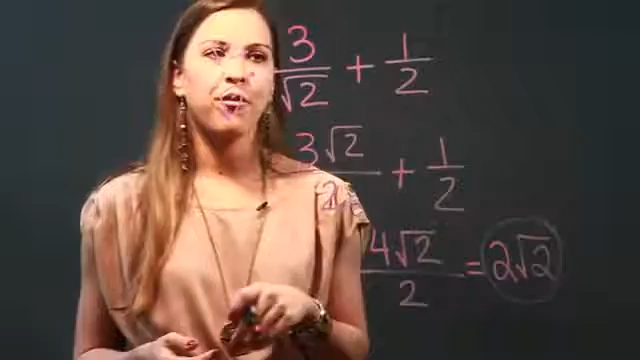 3/√2 + 1/2
3√2/2 + 1/2
4√2/2 = 2√2